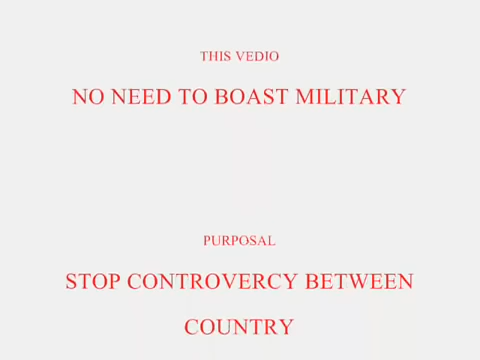 THIS VEDIO
NO NEED TO BOAST MILITARY
PURPOSAL
STOP CONTROVERCY BETWEEN
COUNTRY